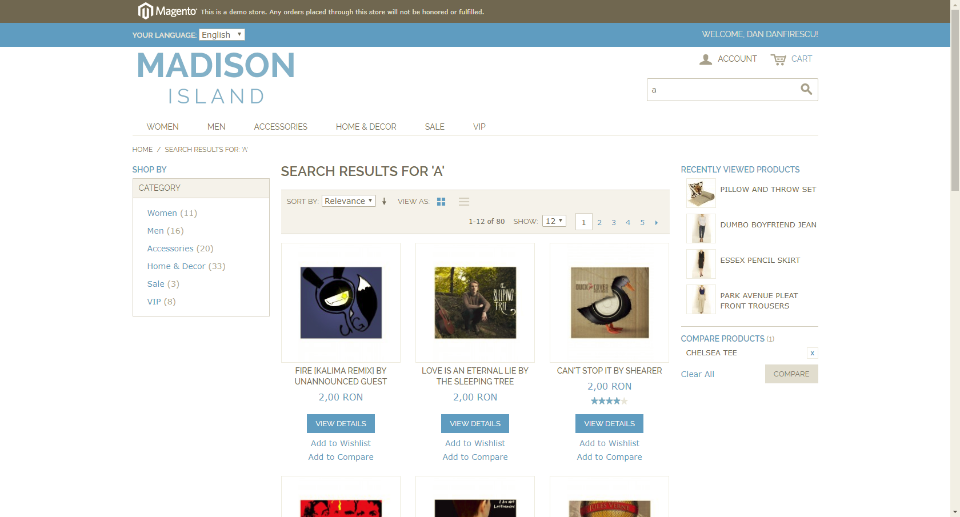 Magento
This is a demo store. Any orders placed through this store will not be honored or fulfilled.
YOUR LANGUAGE: English
WELCOME, DAN DANFIRESCU!
MADISON
ISLAND
ACCOUNT CART
a
WOMEN MEN ACCESSORIES HOME & DECOR SALE VIP
HOME / SEARCH RESULTS FOR: 'A'
SHOP BY
CATEGORY
Women (11)
Men (16)
Accessories (20)
Home & Decor (33)
Sale (3)
VIP (8)
SEARCH RESULTS FOR 'A'
SORT BY: Relevance VIEW AS:
1-12 of 80 SHOW: 12 1 2 3 4 5
FIRE [KALIMA REMIX] BY
UNANNOUNCED GUEST
2,00 RON
VIEW DETAILS
Add to Wishlist
Add to Compare
THE SLEEPING TREE
LOVE IS AN ETERNAL LIE BY
THE SLEEPING TREE
2,00 RON
VIEW DETAILS
Add to Wishlist
Add to Compare
CAN'T STOP IT BY SHEARER
2,00 RON
VIEW DETAILS
Add to Wishlist
Add to Compare
RECENTLY VIEWED PRODUCTS
PILLOW AND THROW SET
DUMBO BOYFRIEND JEAN
ESSEX PENCIL SKIRT
PARK AVENUE PLEAT
FRONT TROUSERS
COMPARE PRODUCTS (1)
CHELSEA TEE x
Clear All COMPARE